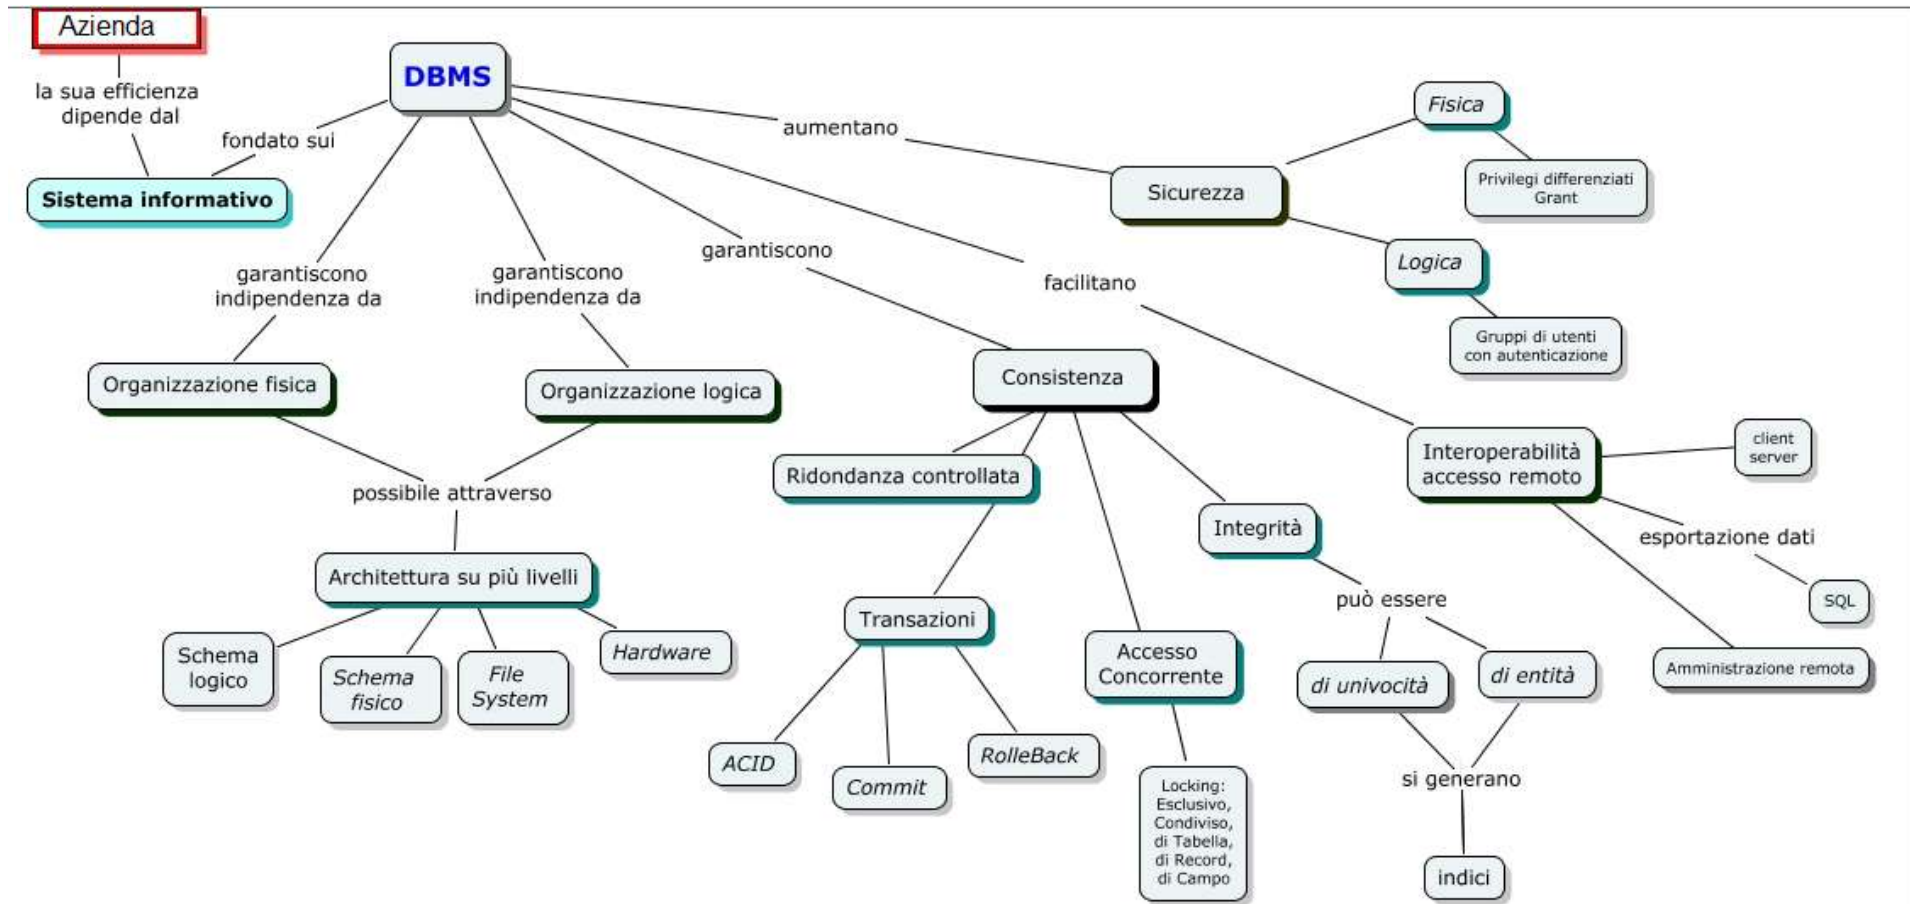 Azienda
la sua efficienza
dipende dal
DBMS
fondato sui
Sistema informativo
aumentano
Sicurezza
Fisica
Privilegi differenziati
Grant
Logica
Gruppi di utenti
con autenticazione
garantiscono
indipendenza da
garantiscono
indipendenza da
garantiscono
facilitano
Organizzazione fisica
Organizzazione logica
Consistenza
Interoperabilità
accesso remoto
client
server
esportazione dati
SQL
Amministrazione remota
possibile attraverso
Architettura su più livelli
Schema
logico
Schema
fisico
File
System
Hardware
Ridondanza controllata
Transazioni
ACID
Commit
RolleBack
Accesso
Concorrente
Locking:
Esclusivo,
Condiviso,
di Tabella,
di Record,
di Campo
Integrità
può essere
di univocità
di entità
si generano
indici